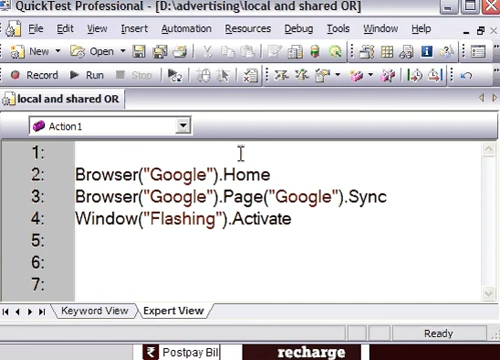 QuickTest Professional - [D:\advertising\local and shared OR]
File Edit View Insert Automation Resources Debug Tools Window Help
New Open
Record Run Stop
local and shared OR
Action1
1:
2: Browser("Google").Home
3: Browser("Google").Page("Google").Sync
4: Window("Flashing").Activate
5:
6:
7:
Keyword View Expert View
Ready
₹ Postpay Bil recharge